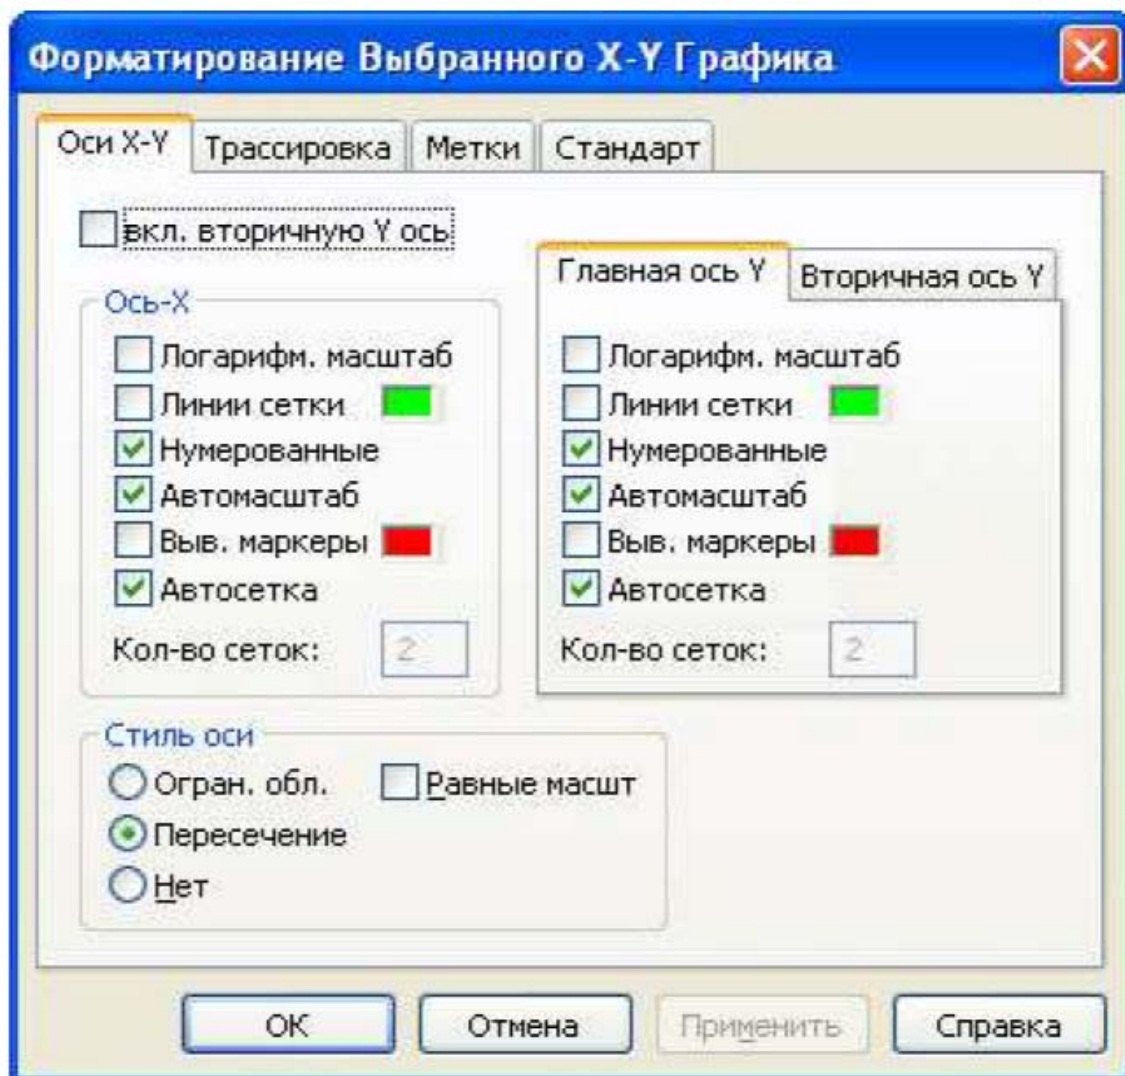 Форматирование Выбранного X-Y Графика
Оси X-Y Трассировка Метки Стандарт
вкл. вторичную Y ось
Ось-X
Логарифм. масштаб
Линии сетки
Нумерованные
Автомасштаб
Выв. маркеры
Автосетка
Кол-во сеток: 2
Главная ось Y Вторичная ось Y
Логарифм. масштаб
Линии сетки
Нумерованные
Автомасштаб
Выв. маркеры
Автосетка
Кол-во сеток: 2
Стиль оси
Огран. обл. Равные масшт
Пересечение
Нет
ОК Отмена Применить Справка